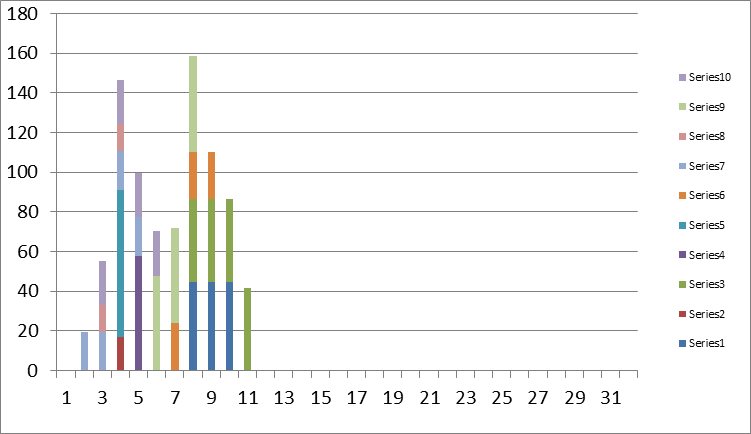 180
160
140
120
100
80
60
40
20
0
1 3 5 7 9 11 13 15 17 19 21 23 25 27 29 31
Series10
Series9
Series8
Series7
Series6
Series5
Series4
Series3
Series2
Series1